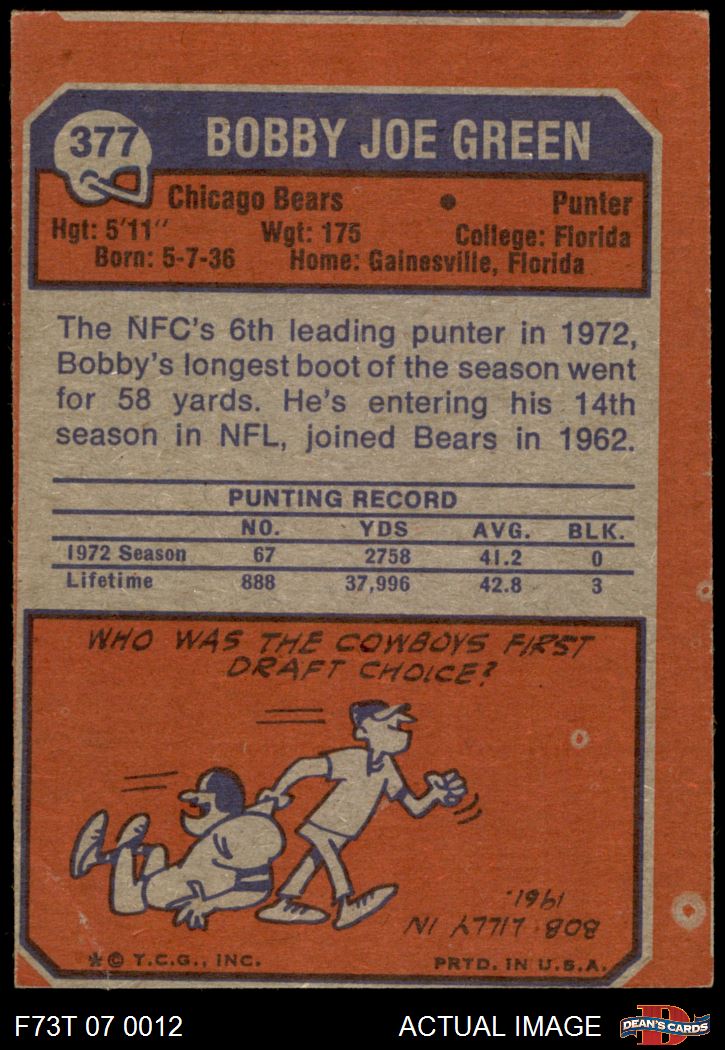 377
BOBBY JOE GREEN
Chicago Bears • Punter
Hgt: 5'11" Wgt: 175 College: Florida
Born: 5-7-36 Home: Gainesville, Florida
The NFC's 6th leading punter in 1972,
Bobby's longest boot of the season went
for 58 yards. He's entering his 14th
season in NFL, joined Bears in 1962.
PUNTING RECORD
NO. YDS AVG. BLK.
1972 Season 67 2758 41.2 0
Lifetime 888 37,996 42.8 3
WHO WAS THE COWBOYS FIRST
DRAFT CHOICE?
BOB LILLY IN
1961.
*© T.C.G., INC. PRTD. IN U.S.A.
F73T 07 0012 ACTUAL IMAGE
D
DEAN'S CARDS